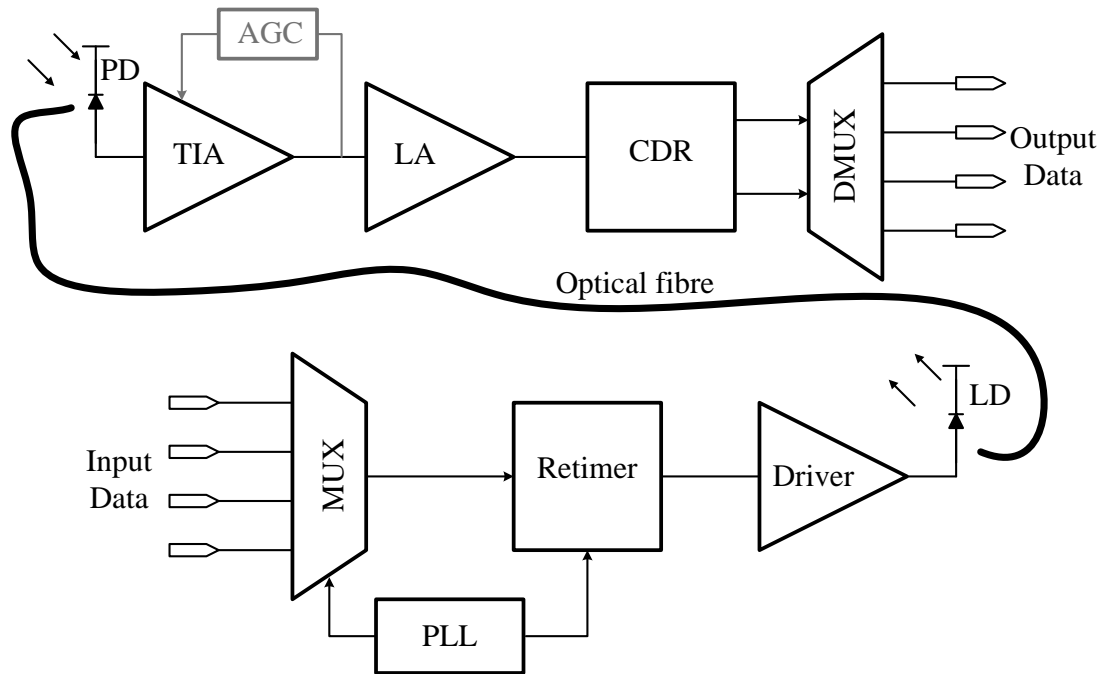 AGC
PD
TIA
LA
CDR
DMUX
Output
Data
Optical fibre
LD
Input
Data
MUX
Retimer
Driver
PLL